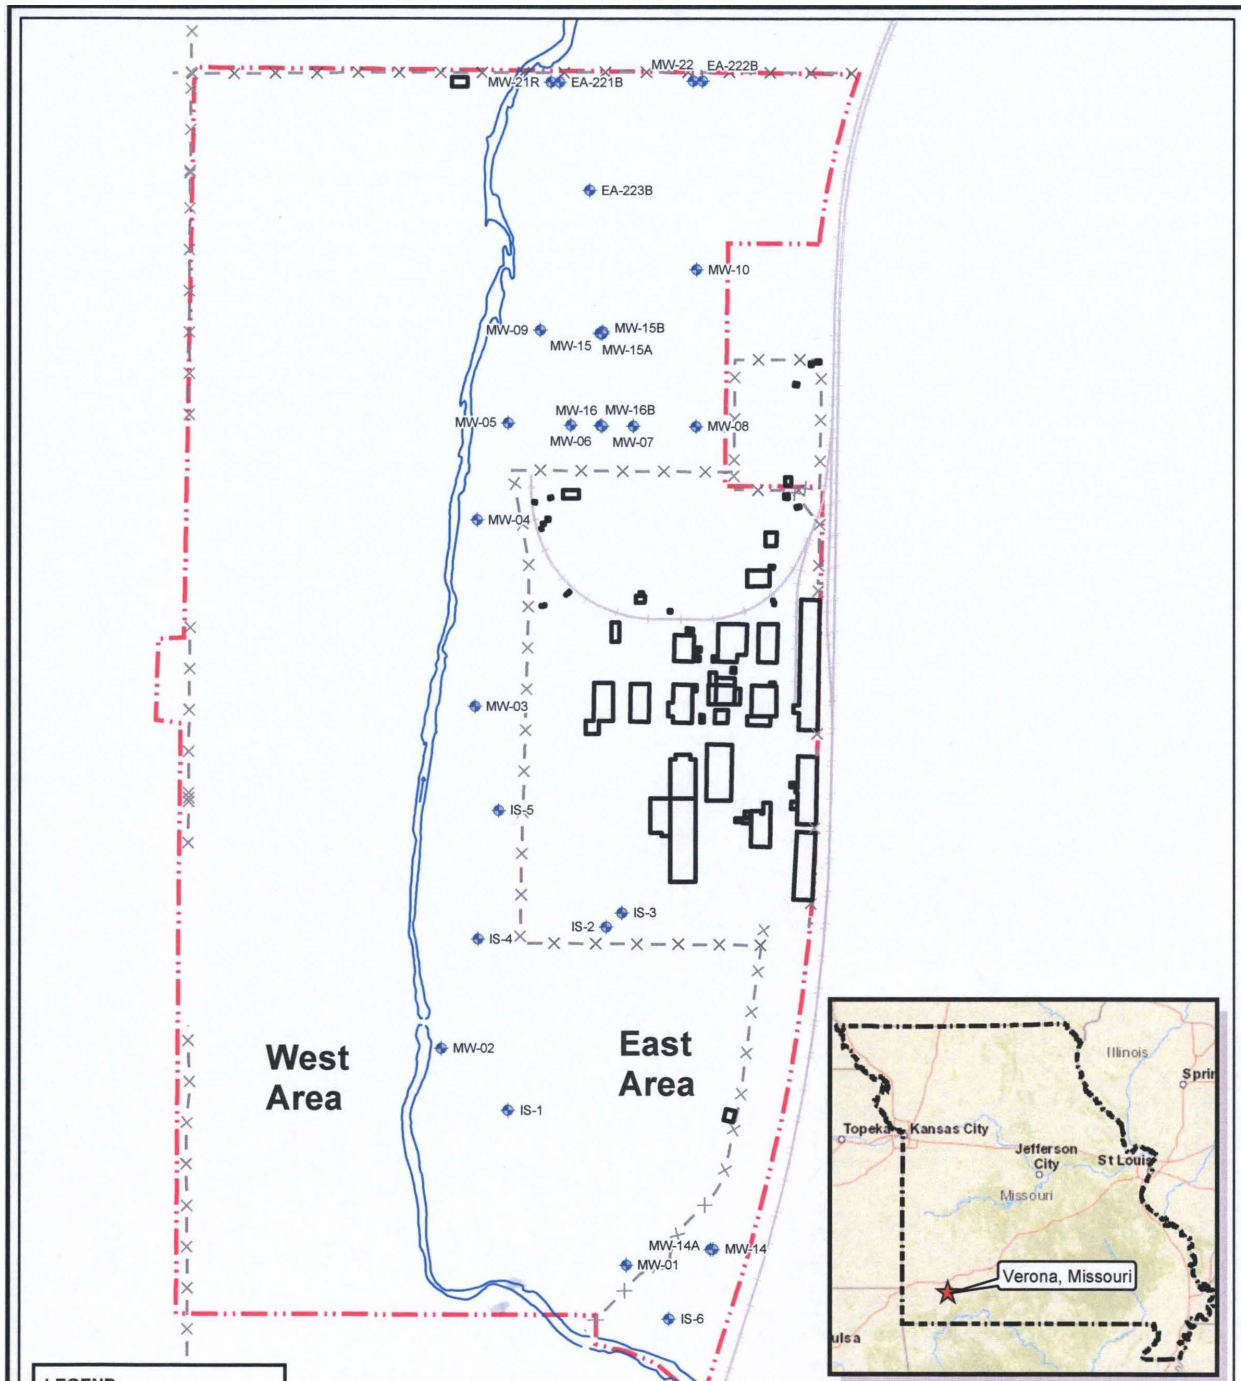 MW-22
EA-222B
MW-21R
EA-221B
EA-223B
MW-10
MW-09
MW-15B
MW-15
MW-15A
MW-16
MW-16B
MW-05
MW-06
MW-07
MW-08
MW-04
MW-03
IS-5
IS-3
IS-2
IS-4
West
Area
East
Area
MW-02
IS-1
MW-14A
MW-14
MW-01
IS-6
Illinois
Sprin
Topeka
Kansas City
Jefferson
City
St Louis
Missouri
Verona, Missouri
ulsa
LEGEND